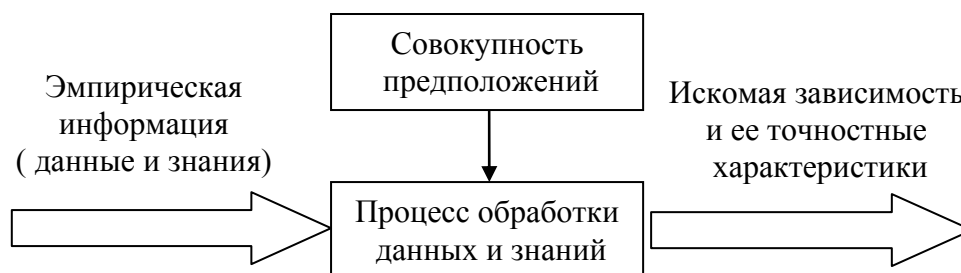 Совокупность
предположений
Эмпирическая
информация
( данные и знания)
Искомая зависимость
и ее точностные
характеристики
Процесс обработки
данных и знаний